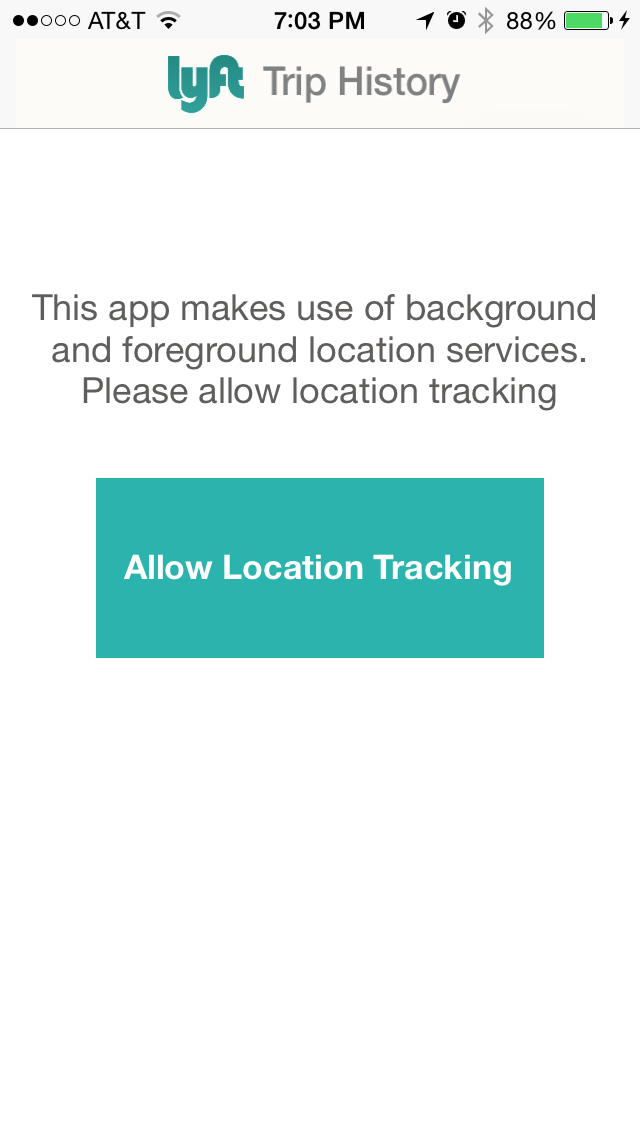 AT&T 7:03 PM 88%
lyft Trip History
This app makes use of background
and foreground location services.
Please allow location tracking
Allow Location Tracking